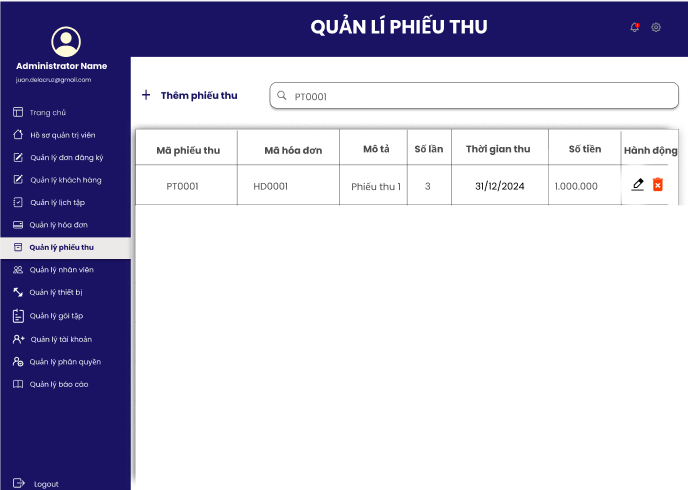 QUẢN LÍ PHIẾU THU
Administrator Name
juan.delacruz@gmail.com
Trang chủ
Hồ sơ quản trị viên
Quản lý đơn đăng ký
Quản lý khách hàng
Quản lý lịch tập
Quản lý hóa đơn
Quản lý phiếu thu
Quản lý nhân viên
Quản lý thiết bị
Quản lý gói tập
Quản lý tài khoản
Quản lý phân quyền
Quản lý báo cáo
Logout
+ Thêm phiếu thu
PT0001
Mã phiếu thu Mã hóa đơn Mô tả Số lần Thời gian thu Số tiền Hành động
PT0001 HD0001 Phiếu thu 1 3 31/12/2024 1.000.000